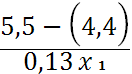 5,5 − (4,4)
0,13 x ₁